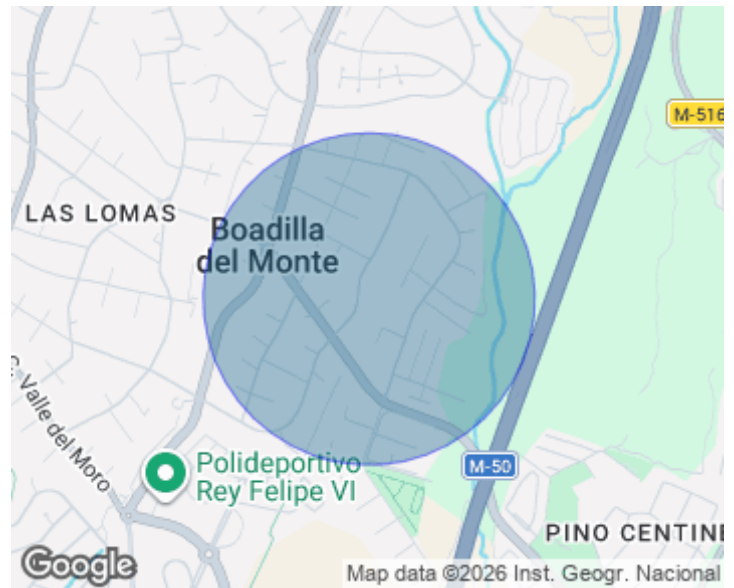 M-516
LAS LOMAS
Boadilla
del Monte
C. Valle del Moro
Polideportivo
Rey Felipe VI
M-50
PINO CENTINE
Google
Map data ©2026 Inst. Geogr. Nacional